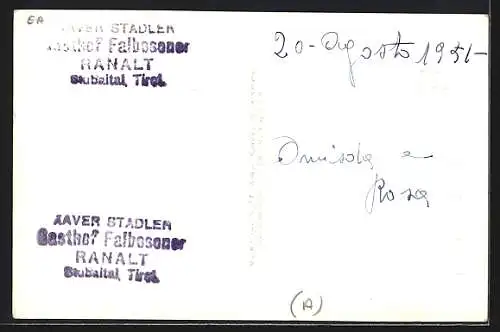 EA
XAVER STADLER
Gasthof Falbesoner
RANALT
Stubaital, Tirol.
20-Agosto 1951-
Omisda e
Rosa
XAVER STADLER
Gasthof Falbesoner
RANALT
Stubaital, Tirol.
(A)